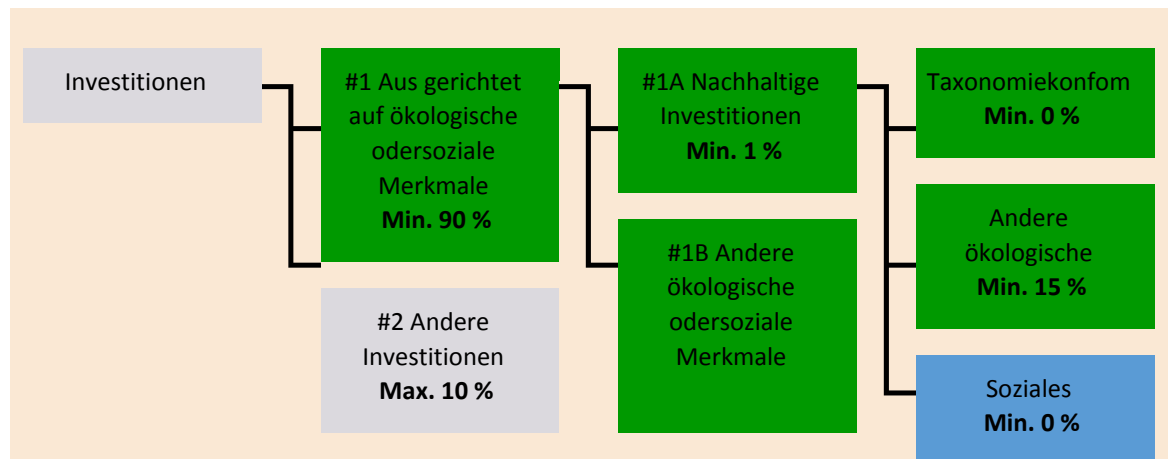 Investitionen
#1 Aus gerichtet
auf ökologische
odersoziale
Merkmale
Min. 90 %
#2 Andere
Investitionen
Max. 10 %
#1A Nachhaltige
Investitionen
Min. 1 %
#1B Andere
ökologische
odersoziale
Merkmale
Taxonomiekonfom
Min. 0 %
Andere
ökologische
Min. 15 %
Soziales
Min. 0 %